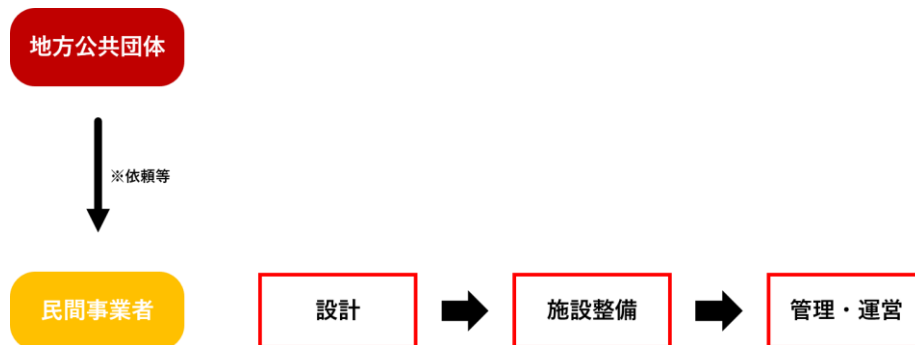 地方公共団体
※依頼等
民間事業者
設計
施設整備
管理・運営